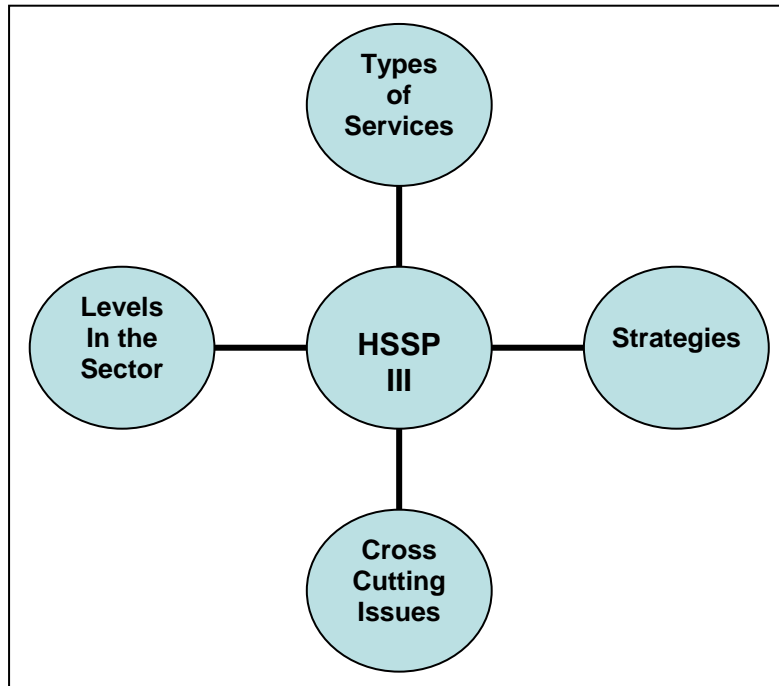 Types
of
Services
Levels
In the
Sector
HSSP
III
Strategies
Cross
Cutting
Issues